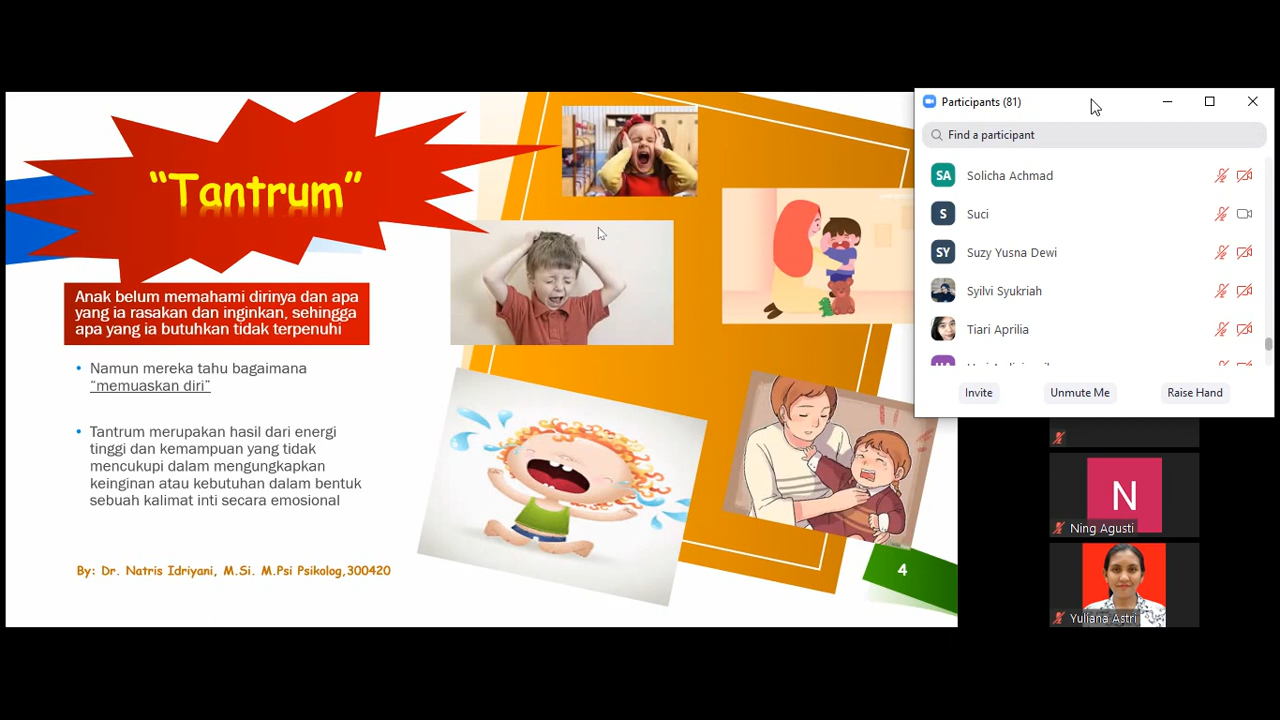 “Tantrum”
Anak belum memahami dirinya dan apa
yang ia rasakan dan inginkan, sehingga
apa yang ia butuhkan tidak terpenuhi
• Namun mereka tahu bagaimana
“memuaskan diri”
• Tantrum merupakan hasil dari energi
tinggi dan kemampuan yang tidak
mencukupi dalam mengungkapkan
keinginan atau kebutuhan dalam bentuk
sebuah kalimat inti secara emosional
By: Dr. Natris Idriyani, M.Si. M.Psi Psikolog,300420
4
Participants (81)
Find a participant
SA Solicha Achmad
S Suci
SY Suzy Yusna Dewi
Syilvi Syukriah
Tiari Aprilia
Invite Unmute Me Raise Hand
N
Ning Agusti
Yuliana Astri